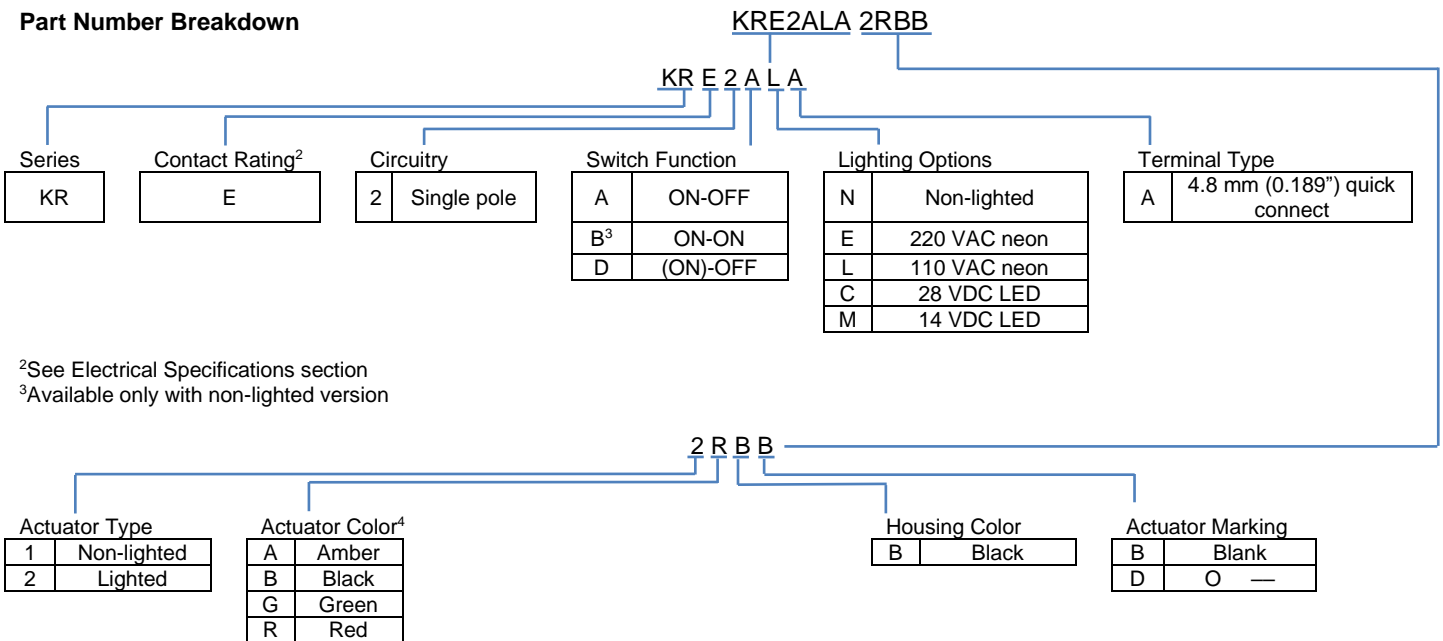 Part Number Breakdown
KRE2ALA 2RBB
KR E 2 A L A
Series
KR
Contact Rating2
E
Circuitry
2 Single pole
Switch Function
A ON-OFF
B3 ON-ON
D (ON)-OFF
Lighting Options
N Non-lighted
E 220 VAC neon
L 110 VAC neon
C 28 VDC LED
M 14 VDC LED
Terminal Type
A 4.8 mm (0.189”) quick
connect
2See Electrical Specifications section
3Available only with non-lighted version
2 R B B
Actuator Type
1 Non-lighted
2 Lighted
Actuator Color4
A Amber
B Black
G Green
R Red
Housing Color
B Black
Actuator Marking
B Blank
D O —